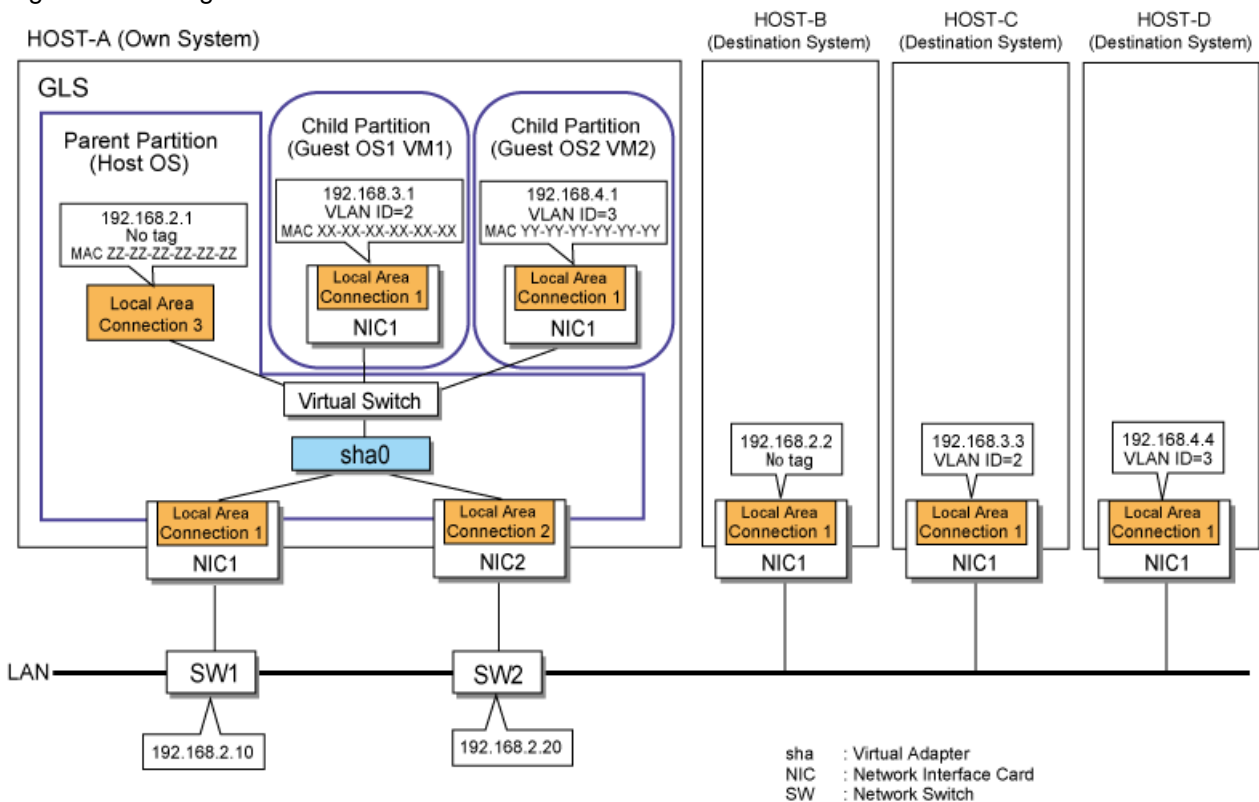 HOST-A (Own System)
GLS
Parent Partition
(Host OS)
192.168.2.1
No tag
MAC ZZ-ZZ-ZZ-ZZ-ZZ-ZZ
Local Area
Connection 3
Child Partition
(Guest OS1 VM1)
192.168.3.1
VLAN ID=2
MAC XX-XX-XX-XX-XX-XX
Local Area
Connection 1
NIC1
Child Partition
(Guest OS2 VM2)
192.168.4.1
VLAN ID=3
MAC YY-YY-YY-YY-YY-YY
Local Area
Connection 1
NIC1
Virtual Switch
sha0
Local Area
Connection 1
NIC1
Local Area
Connection 2
NIC2
HOST-B
(Destination System)
192.168.2.2
No tag
Local Area
Connection 1
NIC1
HOST-C
(Destination System)
192.168.3.3
VLAN ID=2
Local Area
Connection 1
NIC1
HOST-D
(Destination System)
192.168.4.4
VLAN ID=3
Local Area
Connection 1
NIC1
LAN
SW1
SW2
192.168.2.10
192.168.2.20
sha : Virtual Adapter
NIC : Network Interface Card
SW : Network Switch